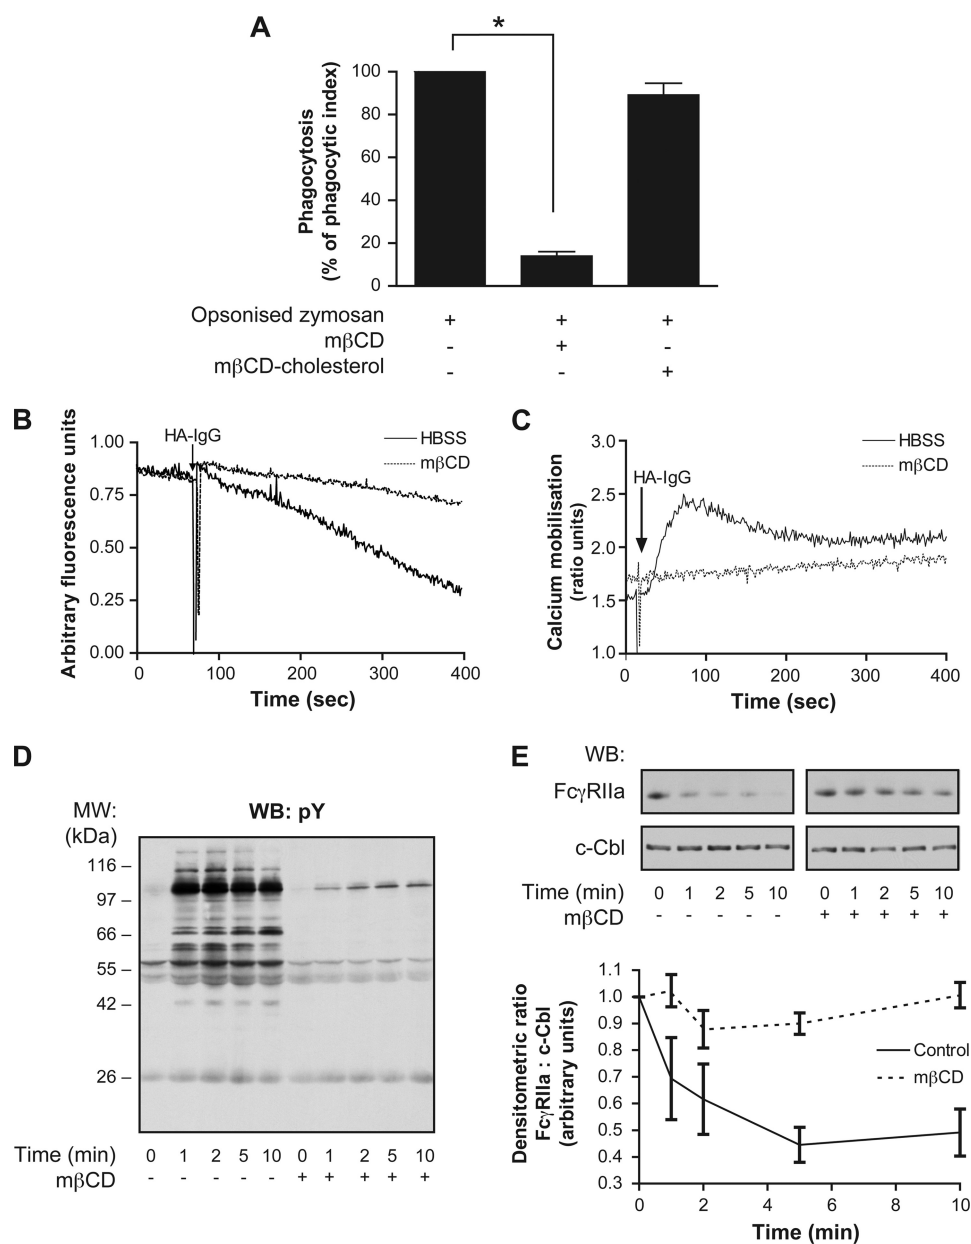 A
*
Phagocytosis
(% of phagocytic index)
100
80
60
40
20
0
Opsonised zymosan + + +
mβCD - + -
mβCD-cholesterol - - +
B
Arbitrary fluorescence units
1.00
0.75
0.50
0.25
0.00
HA-IgG
HBSS
mβCD
0 100 200 300 400
Time (sec)
C
Calcium mobilisation
(ratio units)
3.0
2.5
2.0
1.5
1.0
HA-IgG
HBSS
mβCD
0 100 200 300 400
Time (sec)
D
MW:
(kDa)
WB: pY
116 –
97 –
66 –
55 –
42 –
26 –
Time (min) 0 1 2 5 10 0 1 2 5 10
mβCD - - - - - + + + + +
E
WB:
FcγRIIa
c-Cbl
Time (min) 0 1 2 5 10 0 1 2 5 10
mβCD - - - - - + + + + +
Densitometric ratio
FcγRIIa : c-Cbl
(arbitrary units)
1.1
1.0
0.9
0.8
0.7
0.6
0.5
0.4
0.3
Control
mβCD
0 2 4 6 8 10
Time (min)